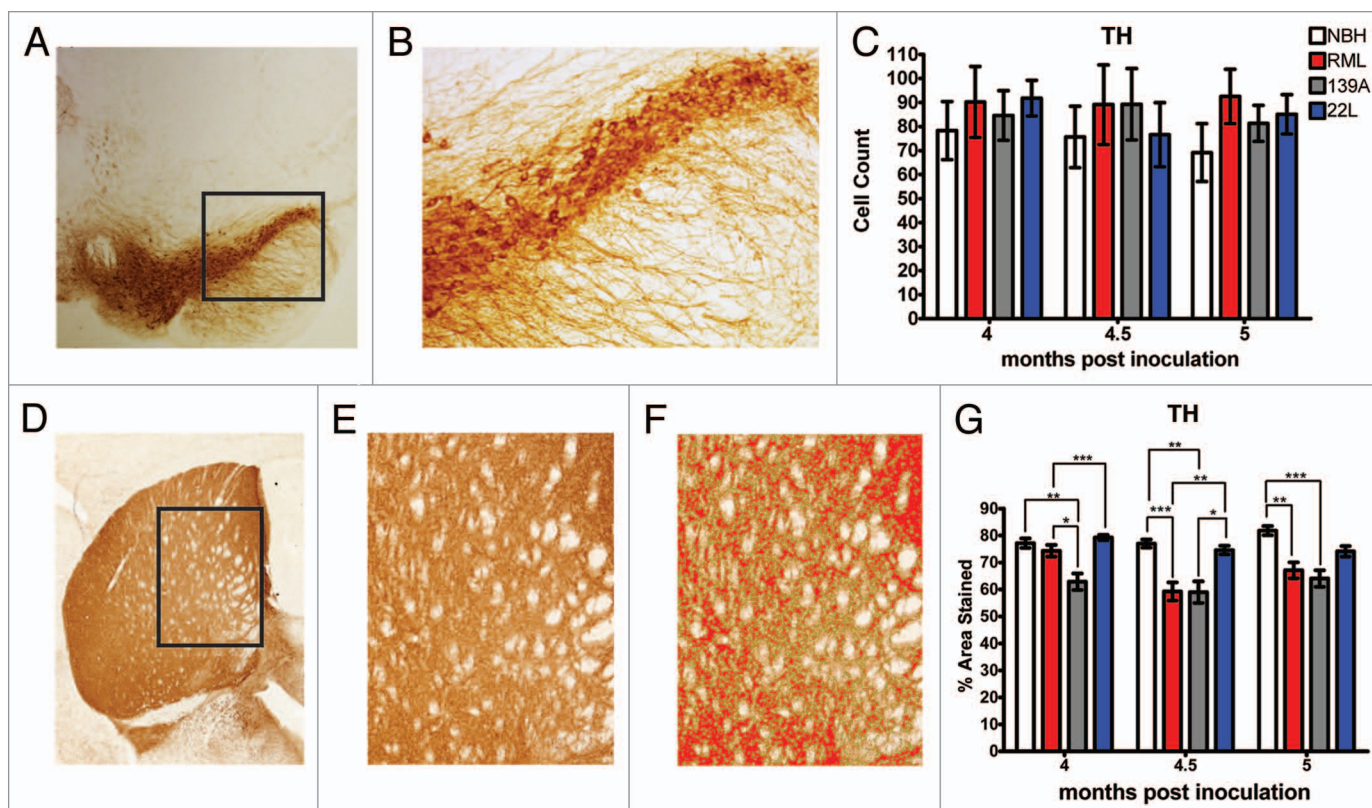 A
B
C
TH
NBH
RML
139A
22L
110
100
90
80
70
60
50
40
30
20
10
0
Cell Count
4
4.5
5
months post inoculation
D
E
F
G
TH
***
**
*
**
**
***
*
***
**
90
80
70
60
50
40
30
20
10
0
% Area Stained
4
4.5
5
months post inoculation